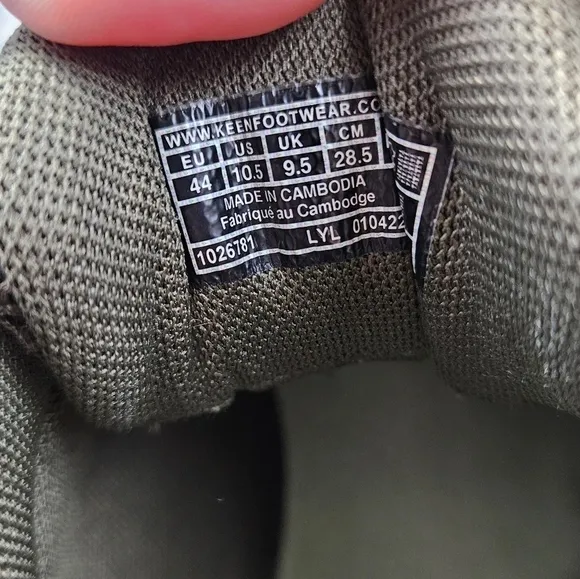 WWW.KEENFOOTWEAR.CO
EU US UK CM
44 10.5 9.5 28.5
MADE IN CAMBODIA
Fabriqué au Cambodge
1026781 LYL 010422